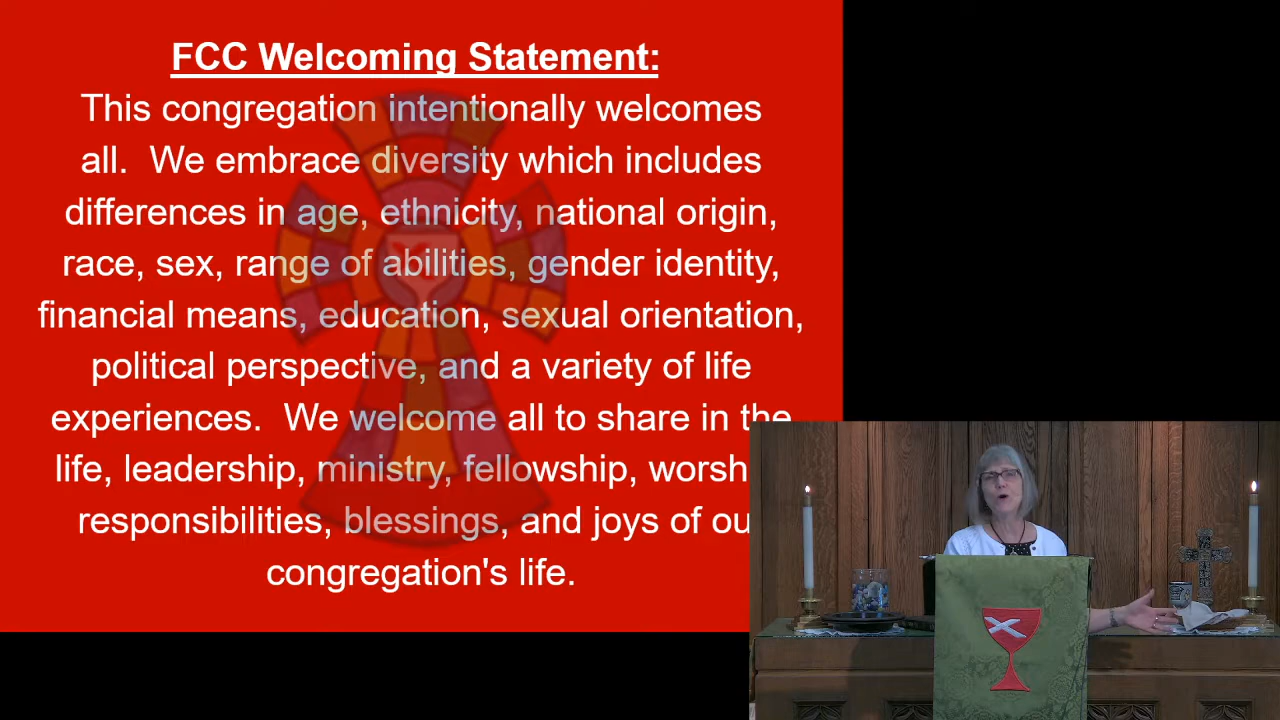 FCC Welcoming Statement:
This congregation intentionally welcomes
all. We embrace diversity which includes
differences in age, ethnicity, national origin,
race, sex, range of abilities, gender identity,
financial means, education, sexual orientation,
political perspective, and a variety of life
experiences. We welcome all to share in the
life, leadership, ministry, fellowship,
responsibilities, blessings, and joys of
congregation's life.